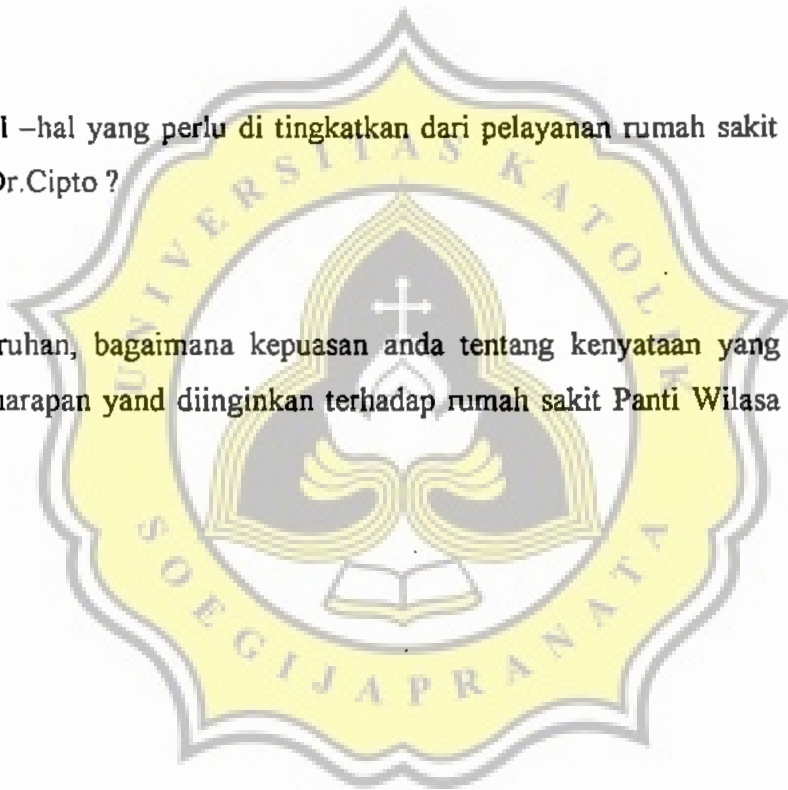 –hal yang perlu di tingkatkan dari pelayanan rumah sakit
Dr.Cipto ?
ruhan, bagaimana kepuasan anda tentang kenyataan yang
harapan yand diinginkan terhadap rumah sakit Panti Wilasa
UNIVERSITAS KATOLIK
SOEGIJAPRANATA